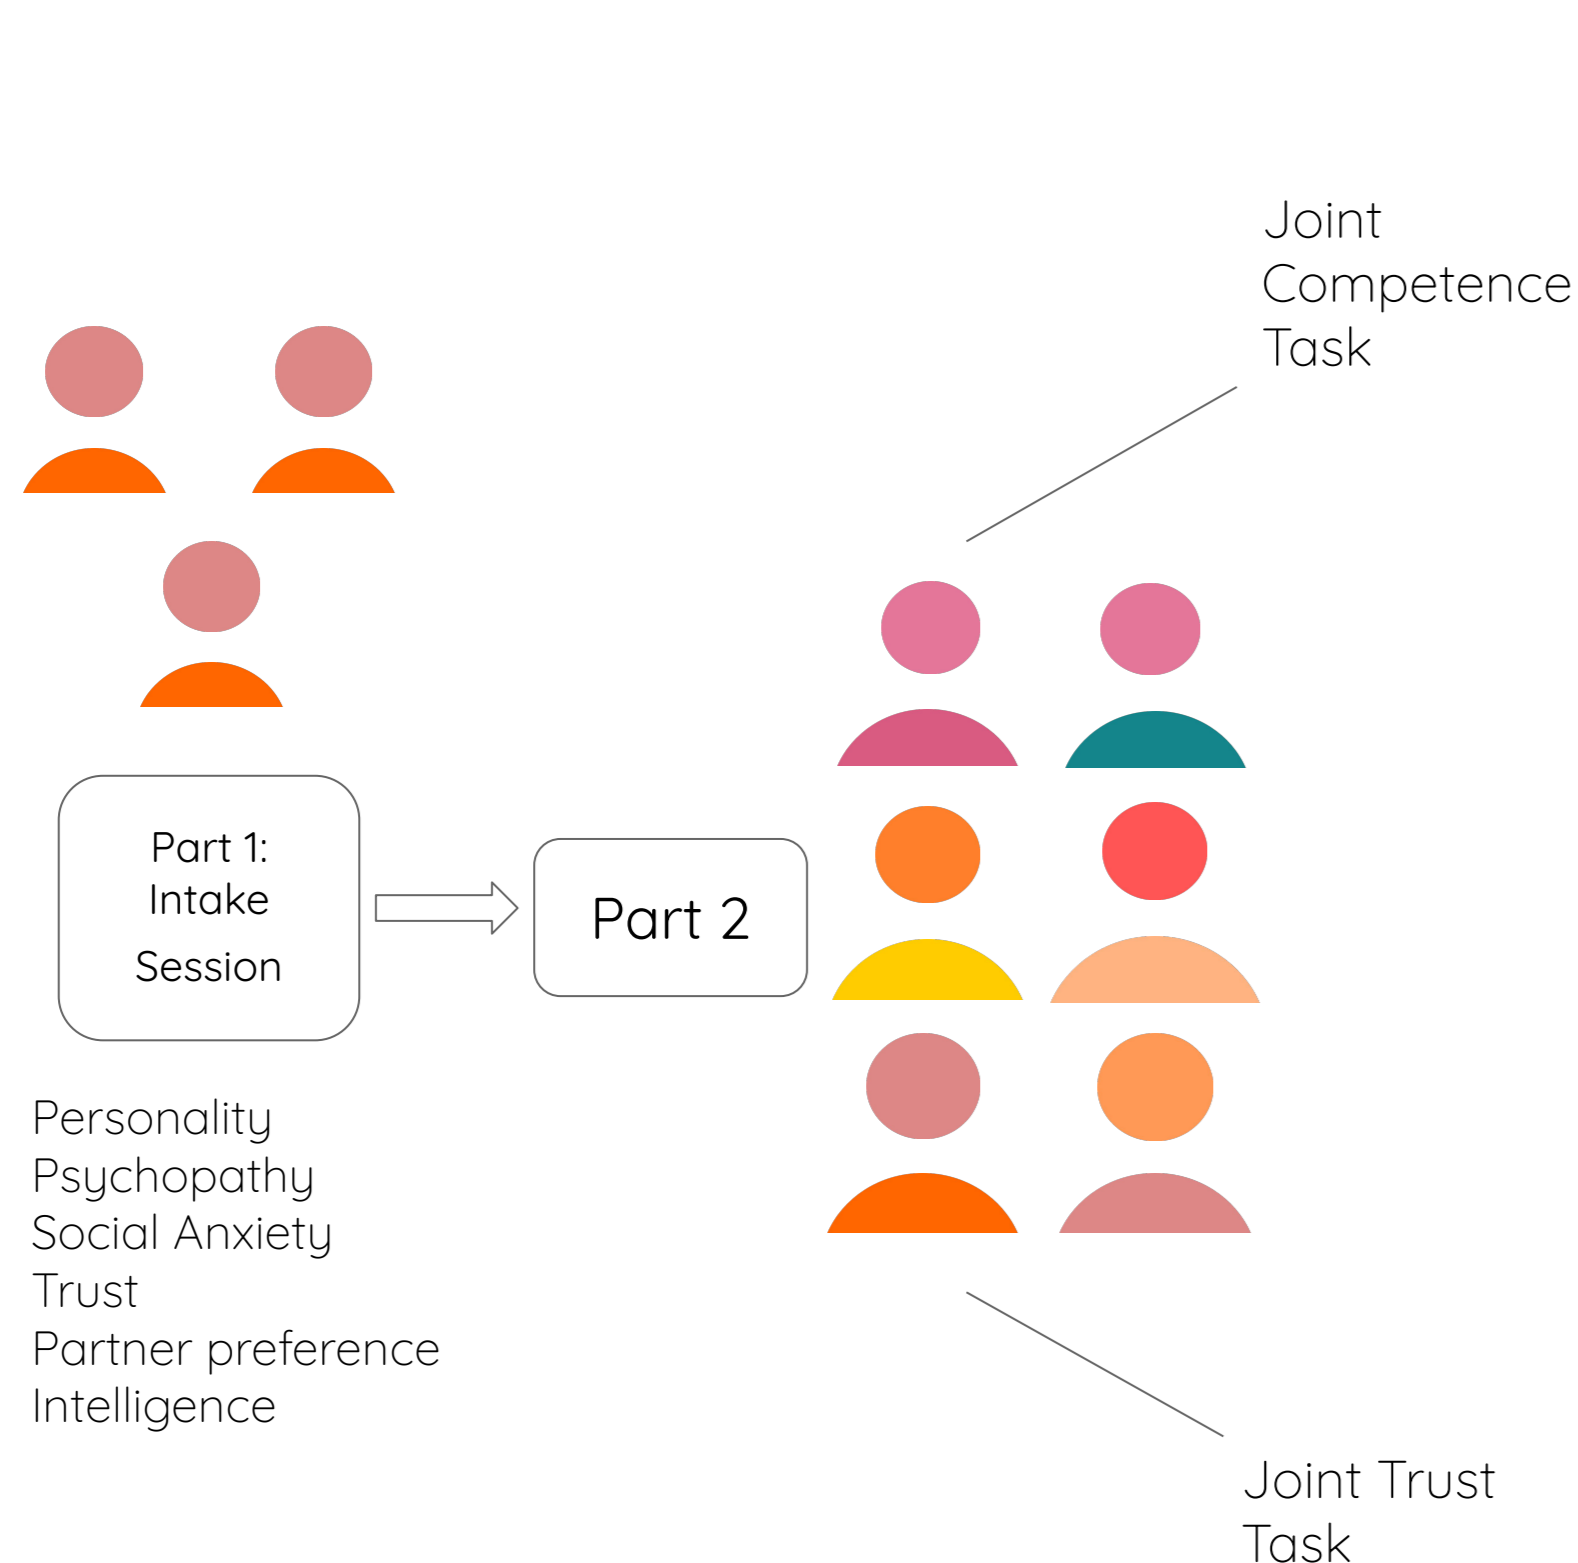 Joint
Competence
Task
Part 1:
Intake
Session
Part 2
Personality
Psychopathy
Social Anxiety
Trust
Partner preference
Intelligence
Joint Trust
Task